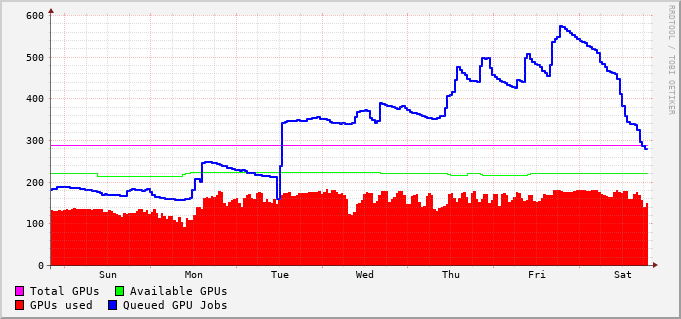 600
500
400
300
200
100
0
Sun Mon Tue Wed Thu Fri Sat
Total GPUs Available GPUs
GPUs used Queued GPU Jobs
RRDTOOL / TOBI OETIKER